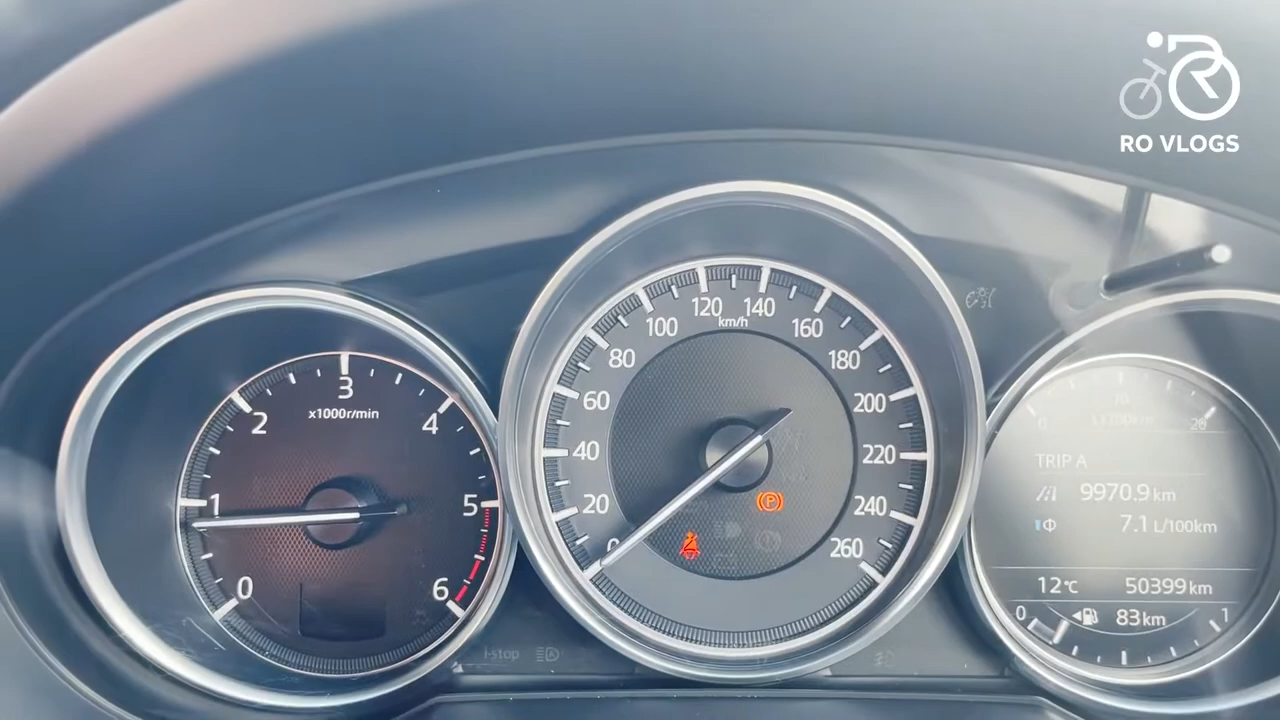 RO VLOGS
0
1
2
3
4
5
6
x1000r/min
i-stop
0
20
40
60
80
100
120
140
160
180
200
220
240
260
km/h
P
TRIP A
9970.9 km
7.1 L/100km
12℃ 50399 km
0 83 km 1